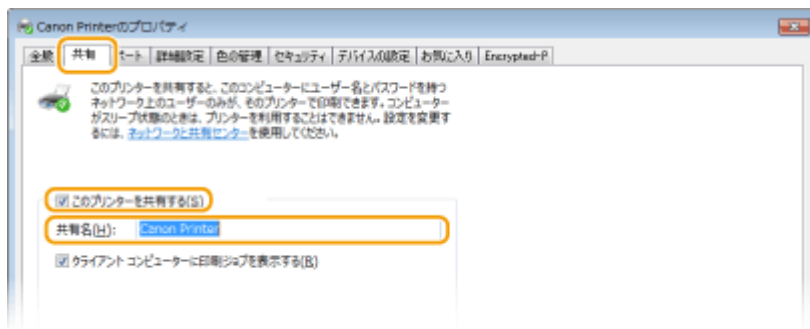 Canon Printerのプロパティ
全般 共有 ポート 詳細設定 色の管理 セキュリティ デバイスの設定 お気に入り Encrypted-P
このプリンターを共有すると、このコンピューターにユーザー名とパスワードを持つ
ネットワーク上のユーザーのみが、そのプリンターで印刷できます。コンピューター
がスリープ状態のときは、プリンターを利用することはできません。設定を変更す
るには、ネットワークと共有センターを使用してください。
このプリンターを共有する(S)
共有名(H): Canon Printer
クライアント コンピューターに印刷ジョブを表示する(R)